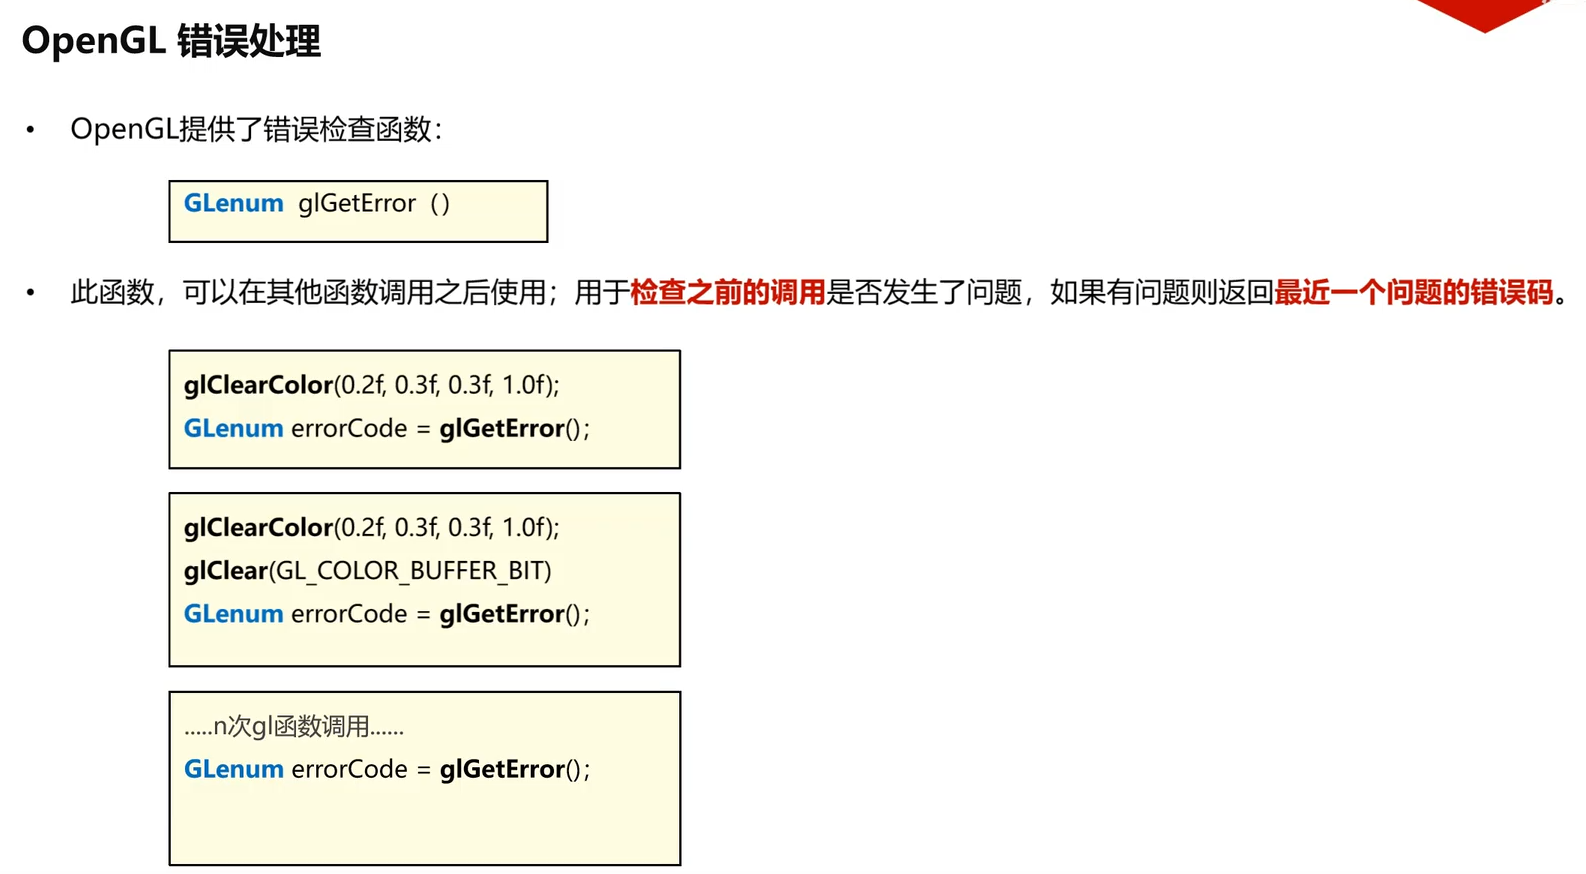 OpenGL 错误处理
• OpenGL提供了错误检查函数：
GLenum glGetError（）
• 此函数，可以在其他函数调用之后使用；用于检查之前的调用是否发生了问题，如果有问题则返回最近一个问题的错误码。
glClearColor(0.2f, 0.3f, 0.3f, 1.0f);
GLenum errorCode = glGetError();
glClearColor(0.2f, 0.3f, 0.3f, 1.0f);
glClear(GL_COLOR_BUFFER_BIT)
GLenum errorCode = glGetError();
.....n次gl函数调用......
GLenum errorCode = glGetError();